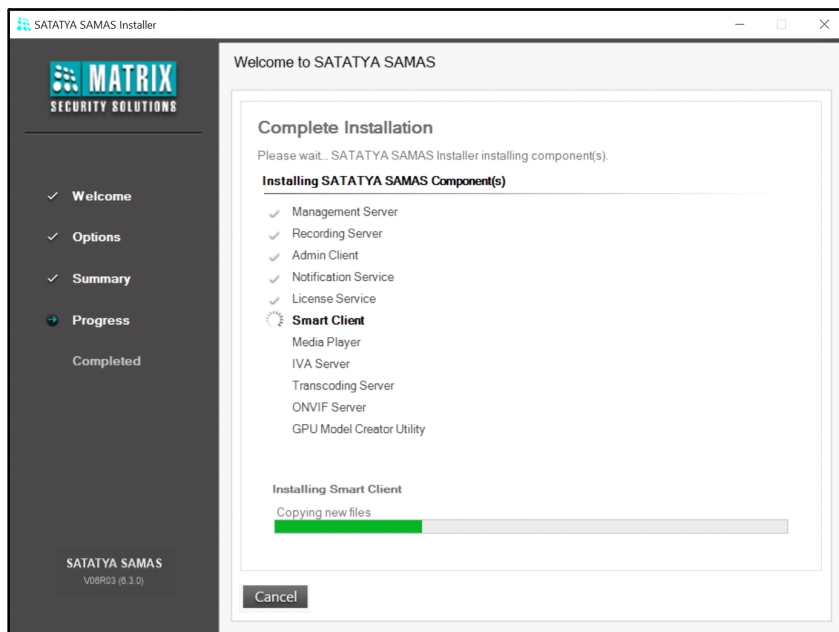 SATATYA SAMAS Installer
MATRIX
SECURITY SOLUTIONS
Welcome
Options
Summary
Progress
Completed
SATATYA SAMAS
V06R03 (6.3.0)
Welcome to SATATYA SAMAS
Complete Installation
Please wait... SATATYA SAMAS Installer installing component(s).
Installing SATATYA SAMAS Component(s)
Management Server
Recording Server
Admin Client
Notification Service
License Service
Smart Client
Media Player
IVA Server
Transcoding Server
ONVIF Server
GPU Model Creator Utility
Installing Smart Client
Copying new files
Cancel